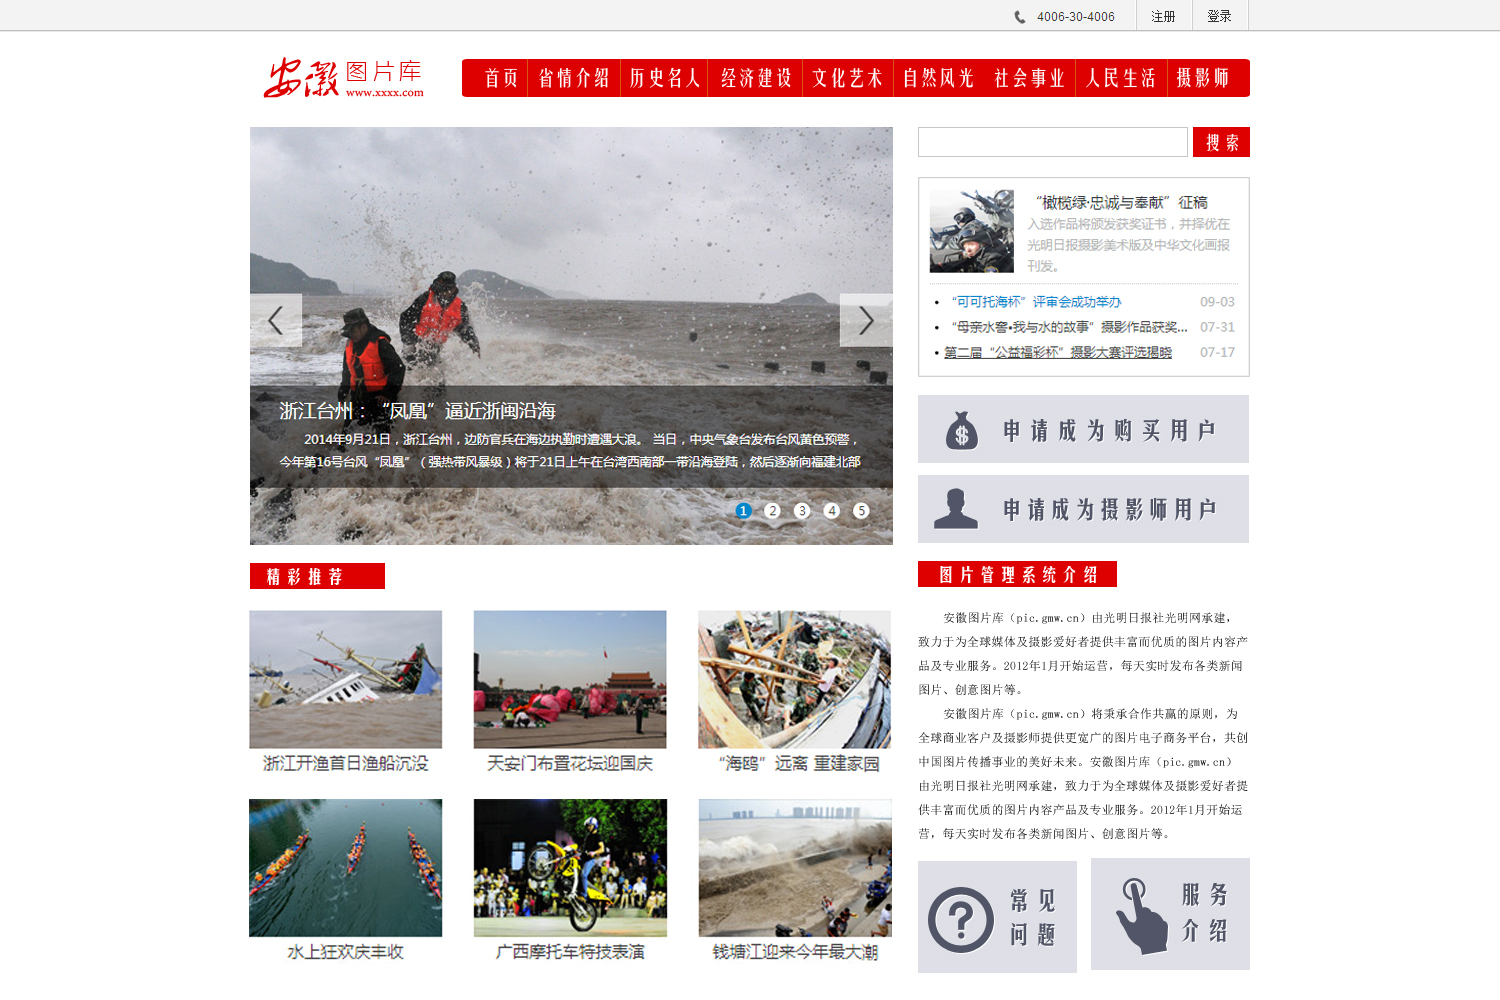 4006-30-4006 注册 登录
安徽 图片库
www.xxxx.com
首页 省情介绍 历史名人 经济建设 文化艺术 自然风光 社会事业 人民生活 摄影师
搜索
“橄榄绿·忠诚与奉献”征稿
入选作品将颁发获奖证书，并择优在
光明日报摄影美术版及中华文化画报
刊发。
• “可可托海杯”评审会成功举办 09-03
• “母亲水窖•我与水的故事”摄影作品获奖... 07-31
• 第二届“公益福彩杯”摄影大赛评选揭晓 07-17
浙江台州：“凤凰”逼近浙闽沿海
2014年9月21日，浙江台州，边防官兵在海边执勤时遭遇大浪。 当日，中央气象台发布台风黄色预警，
今年第16号台风“凤凰”（强热带风暴级）将于21日上午在台湾西南部一带沿海登陆，然后逐渐向福建北部
1 2 3 4 5
申请成为购买用户
申请成为摄影师用户
精彩推荐
浙江开渔首日渔船沉没
天安门布置花坛迎国庆
“海鸥”远离 重建家园
水上狂欢庆丰收
广西摩托车特技表演
钱塘江迎来今年最大潮
图片管理系统介绍
安徽图片库（pic.gmw.cn）由光明日报社光明网承建，
致力于为全球媒体及摄影爱好者提供丰富而优质的图片内容产
品及专业服务。2012年1月开始运营，每天实时发布各类新闻
图片、创意图片等。
安徽图片库（pic.gmw.cn）将秉承合作共赢的原则，为
全球商业客户及摄影师提供更宽广的图片电子商务平台，共创
中国图片传播事业的美好未来。安徽图片库（pic.gmw.cn）
由光明日报社光明网承建，致力于为全球媒体及摄影爱好者提
供丰富而优质的图片内容产品及专业服务。2012年1月开始运
营，每天实时发布各类新闻图片、创意图片等。
常见
问题
服务
介绍